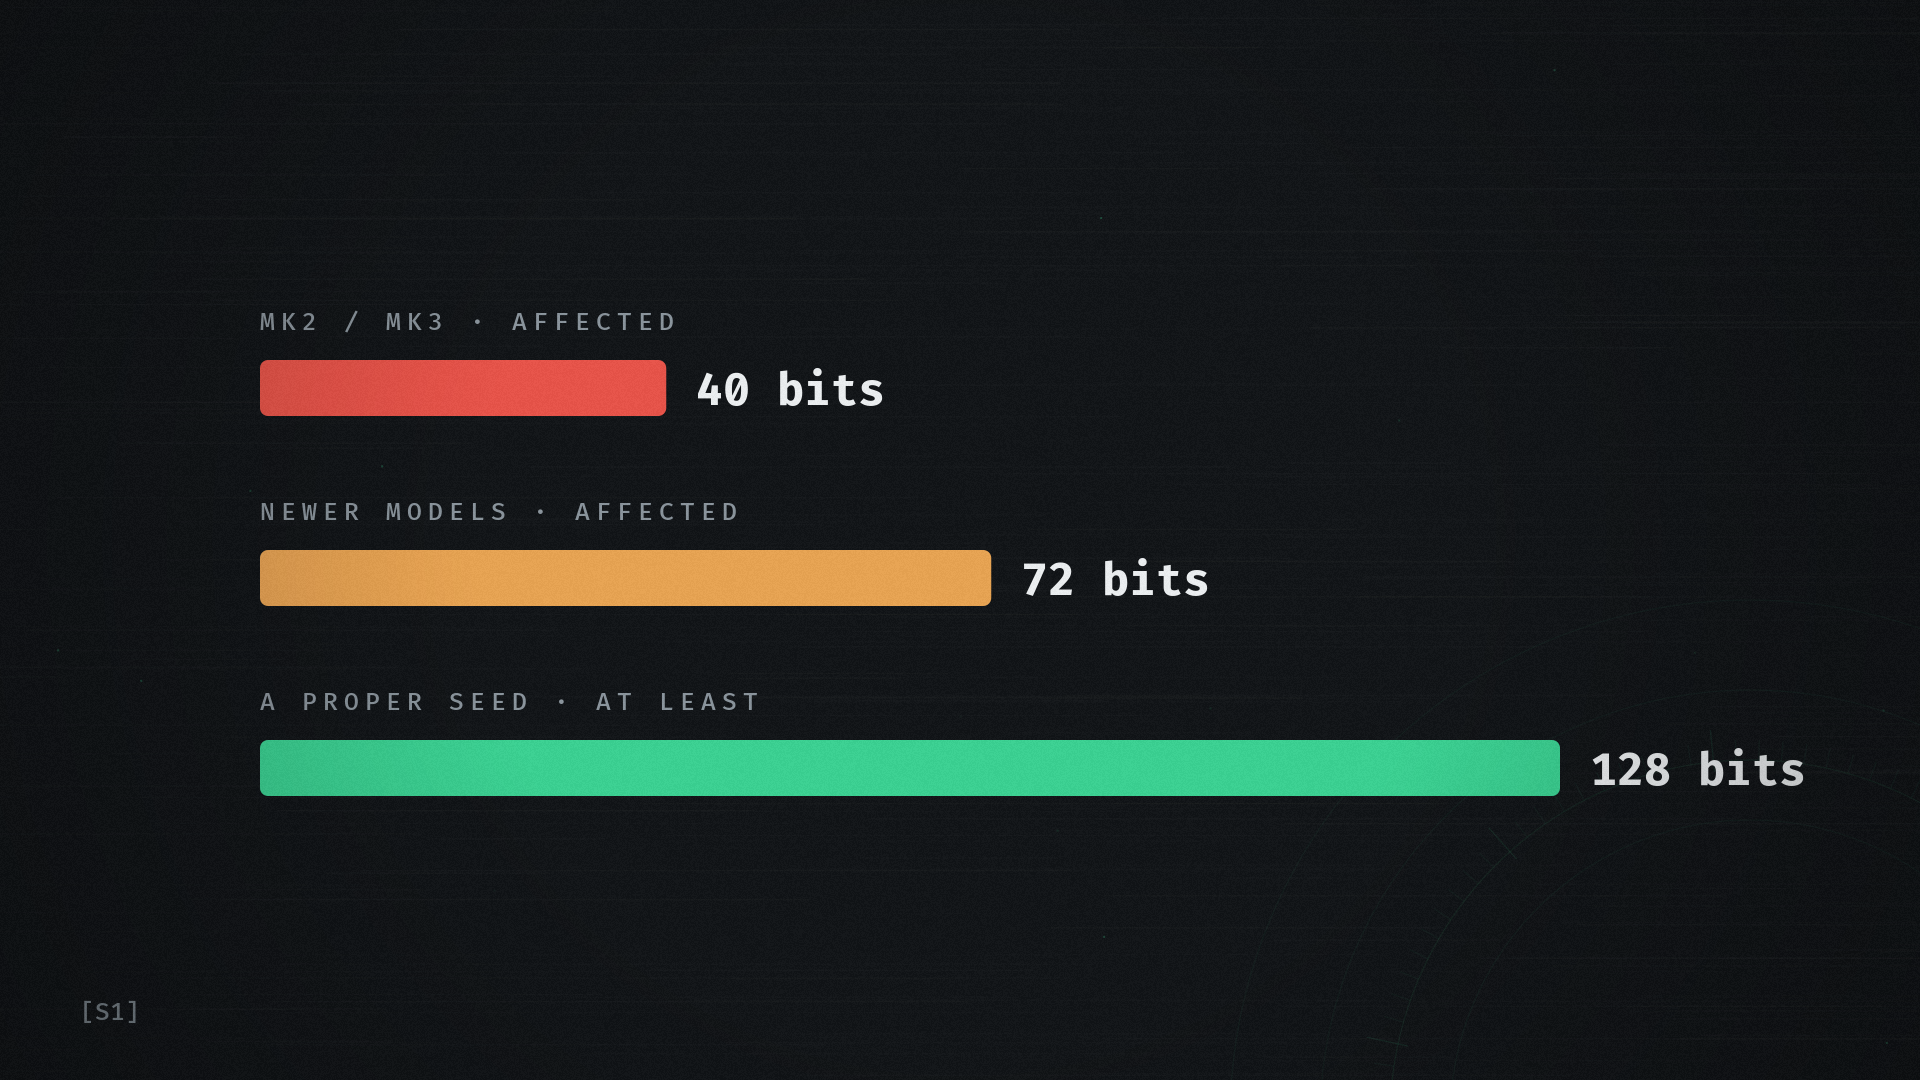 MK2 / MK3 · AFFECTED
40 bits
NEWER MODELS · AFFECTED
72 bits
A PROPER SEED · AT LEAST
128 bits
[S1]